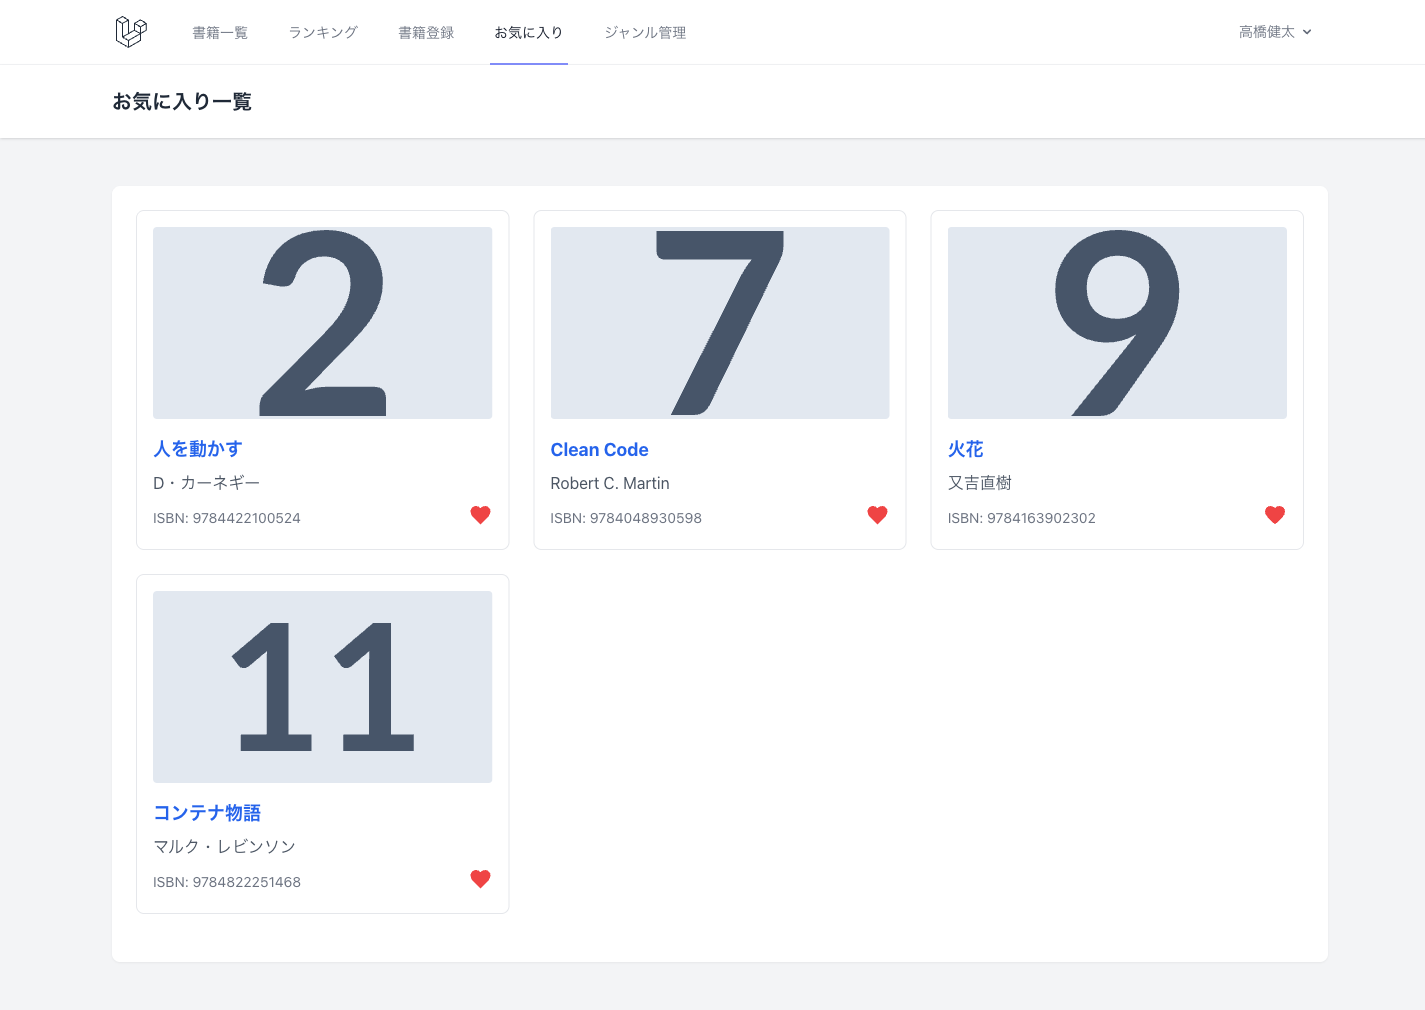 書籍一覧
ランキング
書籍登録
お気に入り
ジャンル管理
高橋健太
お気に入り一覧
2
人を動かす
D・カーネギー
ISBN: 9784422100524
7
Clean Code
Robert C. Martin
ISBN: 9784048930598
9
火花
又吉直樹
ISBN: 9784163902302
11
コンテナ物語
マルク・レビンソン
ISBN: 9784822251468